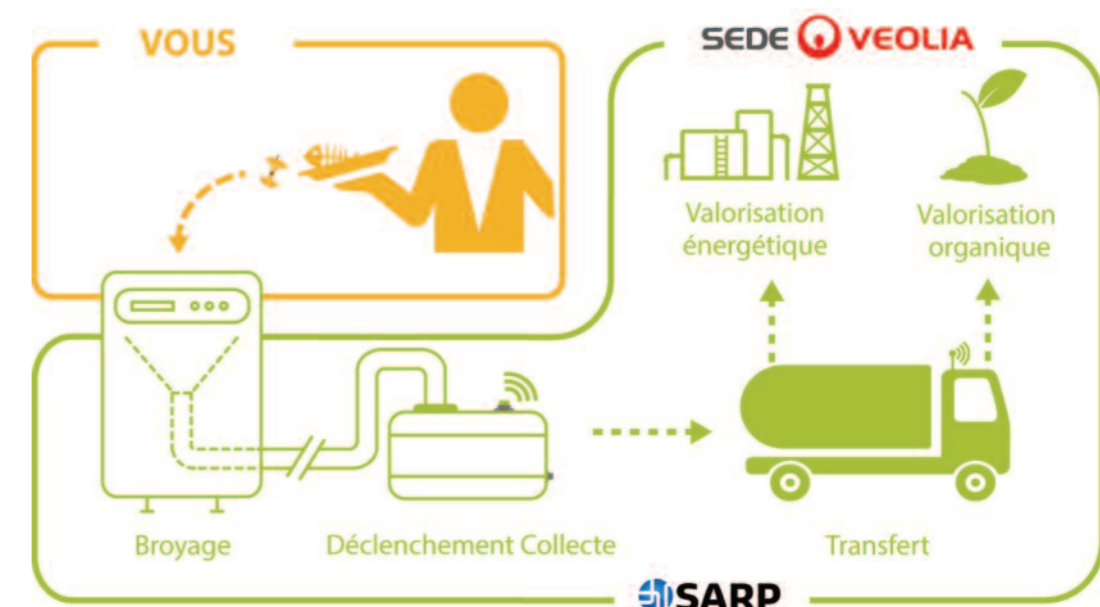 VOUS
SEDE VEOLIA
Valorisation
énergétique
Valorisation
organique
Broyage
Déclenchement Collecte
Transfert
SARP